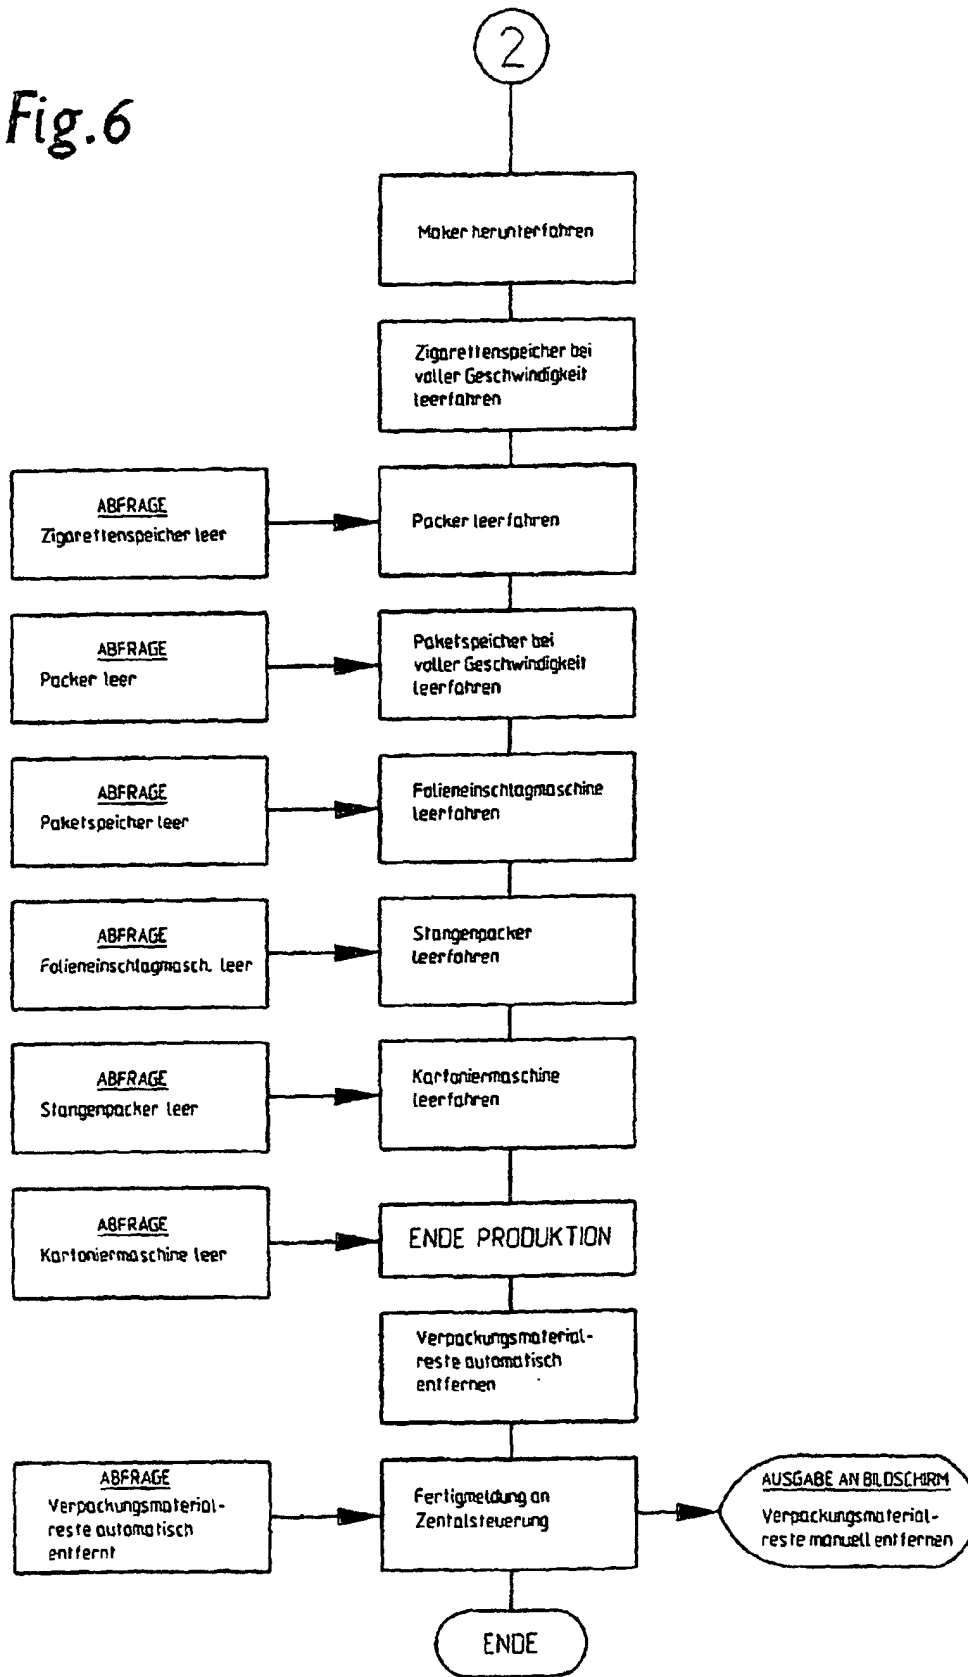 2
Fig.6
Maker herunterfahren
Zigarettenspeicher bei
voller Geschwindigkeit
leerfahren
ABFRAGE
Zigarettenspeicher leer
Packer leerfahren
ABFRAGE
Packer leer
Paketspeicher bei
voller Geschwindigkeit
leerfahren
ABFRAGE
Paketspeicher leer
Folieneinschlagmaschine
leerfahren
ABFRAGE
Folieneinschlagmasch. leer
Stangenpacker
leerfahren
ABFRAGE
Stangenpacker leer
Kartoniermaschine
leerfahren
ABFRAGE
Kartoniermaschine leer
ENDE PRODUKTION
Verpackungsmaterial-
reste automatisch
entfernen
ABFRAGE
Verpackungsmaterial-
reste automatisch
entfernt
Fertigmeldung an
Zentalsteuerung
AUSGABE AN BILDSCHIRM
Verpackungsmaterial-
reste manuell entfernen
ENDE